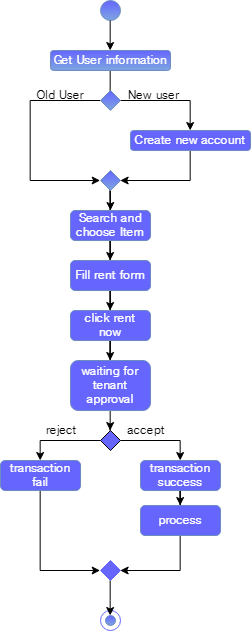 Get User information
Old User
New user
Create new account
Search and
choose Item
Fill rent form
click rent
now
waiting for
tenant
approval
reject
accept
transaction
fail
transaction
success
process